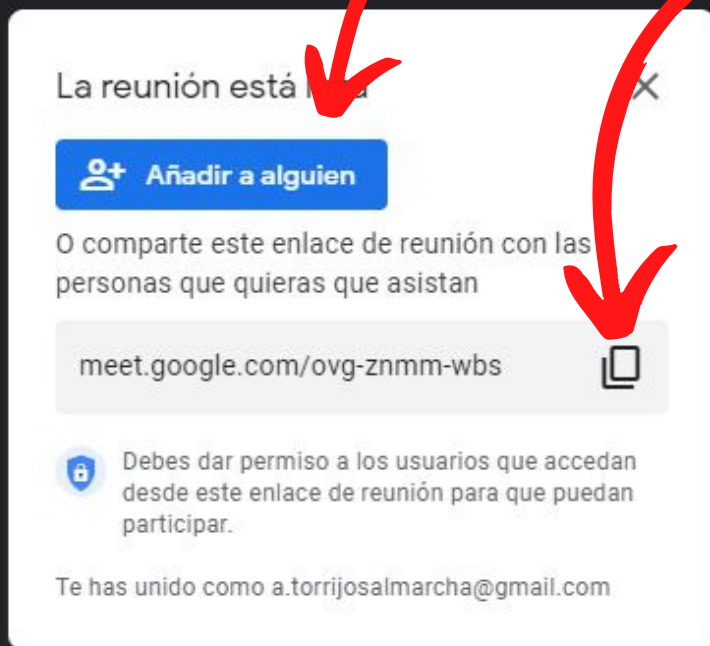 La reunión está
Añadir a alguien
O comparte este enlace de reunión con las
personas que quieras que asistan
meet.google.com/ovg-znmm-wbs
Debes dar permiso a los usuarios que accedan
desde este enlace de reunión para que puedan
participar.
Te has unido como a.torrijosalmarcha@gmail.com